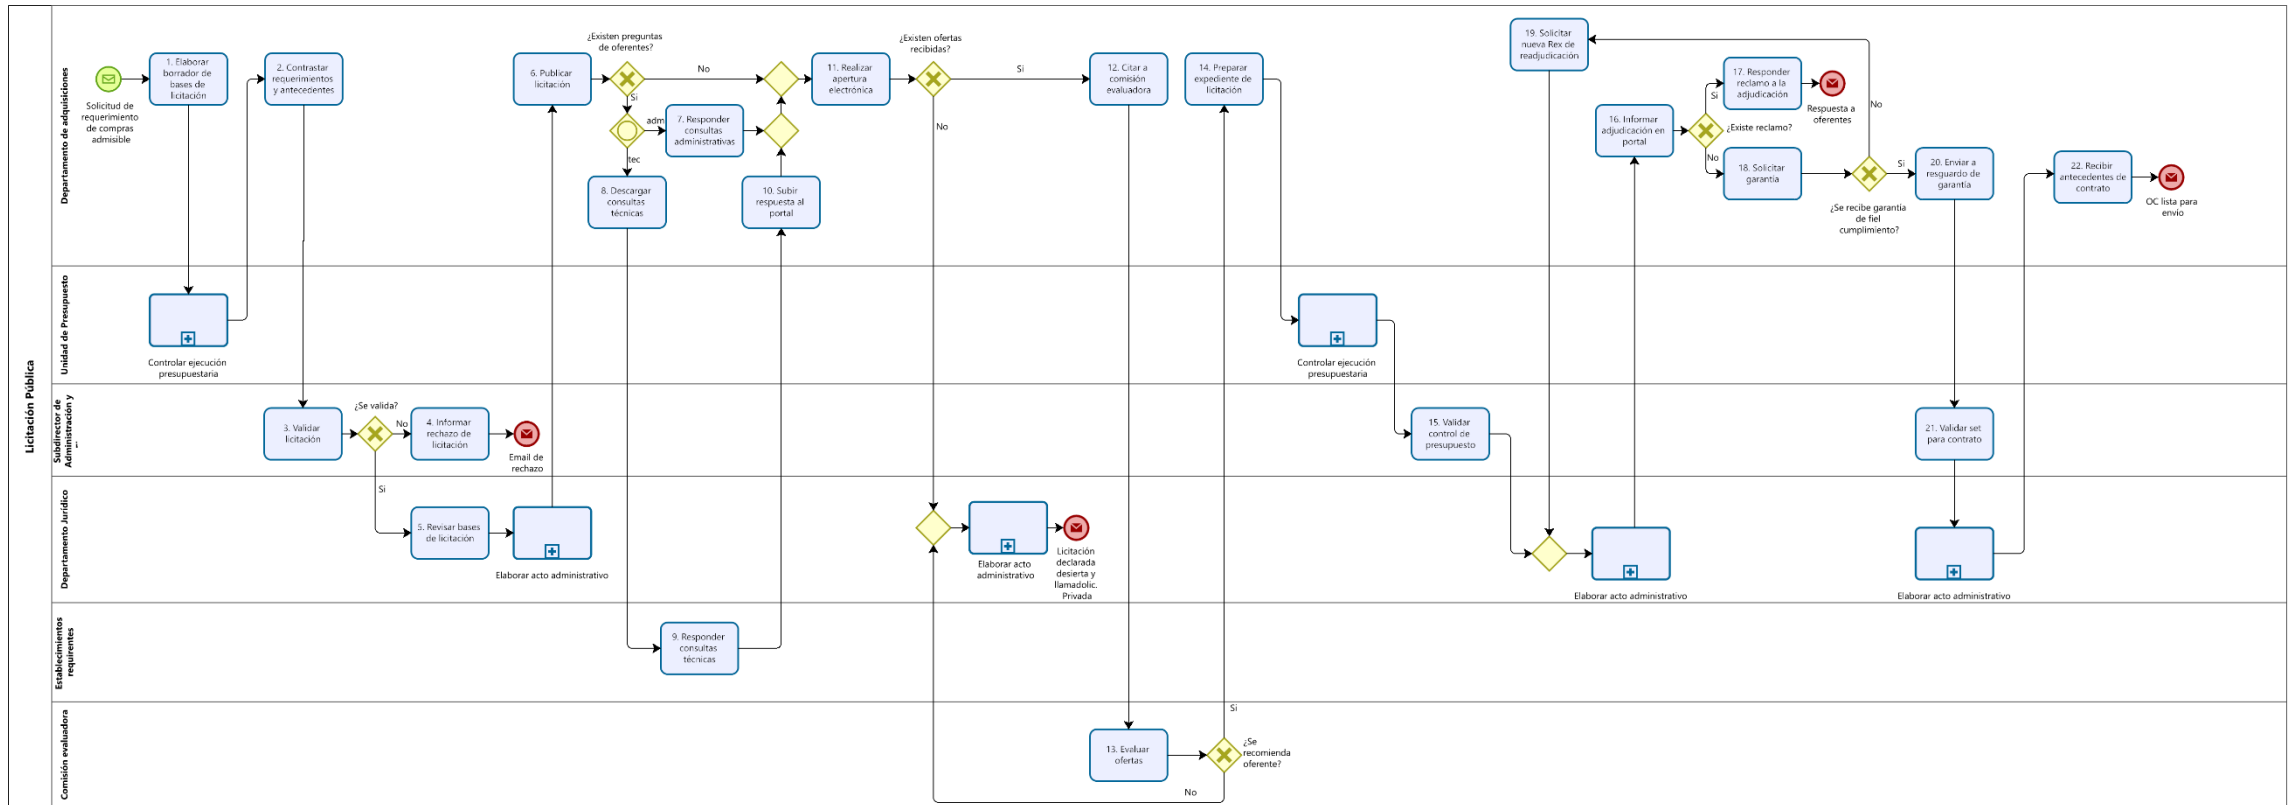 Licitación Pública
Departamento de adquisiciones
Solicitud de
requerimiento
de compras
admisible
1. Elaborar
borrador de
bases de
licitación
2. Contrastar
requerimientos
y antecedentes
6. Publicar
licitación
¿Existen preguntas
de oferentes?
No
Si
adm
tec
7. Responder
consultas
administrativas
8. Descargar
consultas
técnicas
10. Subir
respuesta al
portal
11. Realizar
apertura
electrónica
¿Existen ofertas
recibidas?
Si
No
12. Citar a
comisión
evaluadora
14. Preparar
expediente de
licitación
19. Solicitar
nueva Rex de
readjudicación
16. Informar
adjudicación en
portal
¿Existe reclamo?
Si
No
17. Responder
reclamo a la
adjudicación
Respuesta a
oferentes
18. Solicitar
garantía
¿Se recibe garantía
de fiel
cumplimiento?
No
Si
20. Enviar a
resguardo de
garantía
22. Recibir
antecedentes de
contrato
OC lista para
envío
Unidad de Presupuesto
Controlar ejecución
presupuestaria
Controlar ejecución
presupuestaria
Subdirector de
Administración y
3. Validar
licitación
¿Se valida?
No
Si
4. Informar
rechazo de
licitación
Email de
rechazo
15. Validar
control de
presupuesto
21. Validar set
para contrato
Departamento Jurídico
5. Revisar bases
de licitación
Elaborar acto administrativo
Elaborar acto
administrativo
Licitación
declarada
desierta y
llamadolic.
Privada
Elaborar acto administrativo
Elaborar acto administrativo
Establecimientos
requirentes
9. Responder
consultas
técnicas
Comisión evaluadora
13. Evaluar
ofertas
¿Se
recomienda
oferente?
Si
No